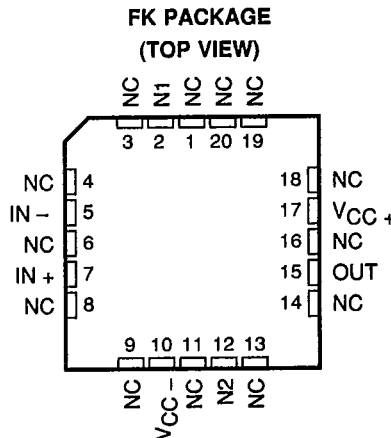 FK PACKAGE
(TOP VIEW)
NC N1 NC NC NC
3 2 1 20 19
NC 4 18 NC
IN – 5 17 VCC +
NC 6 16 NC
IN + 7 15 OUT
NC 8 14 NC
9 10 11 12 13
NC VCC – NC N2 NC